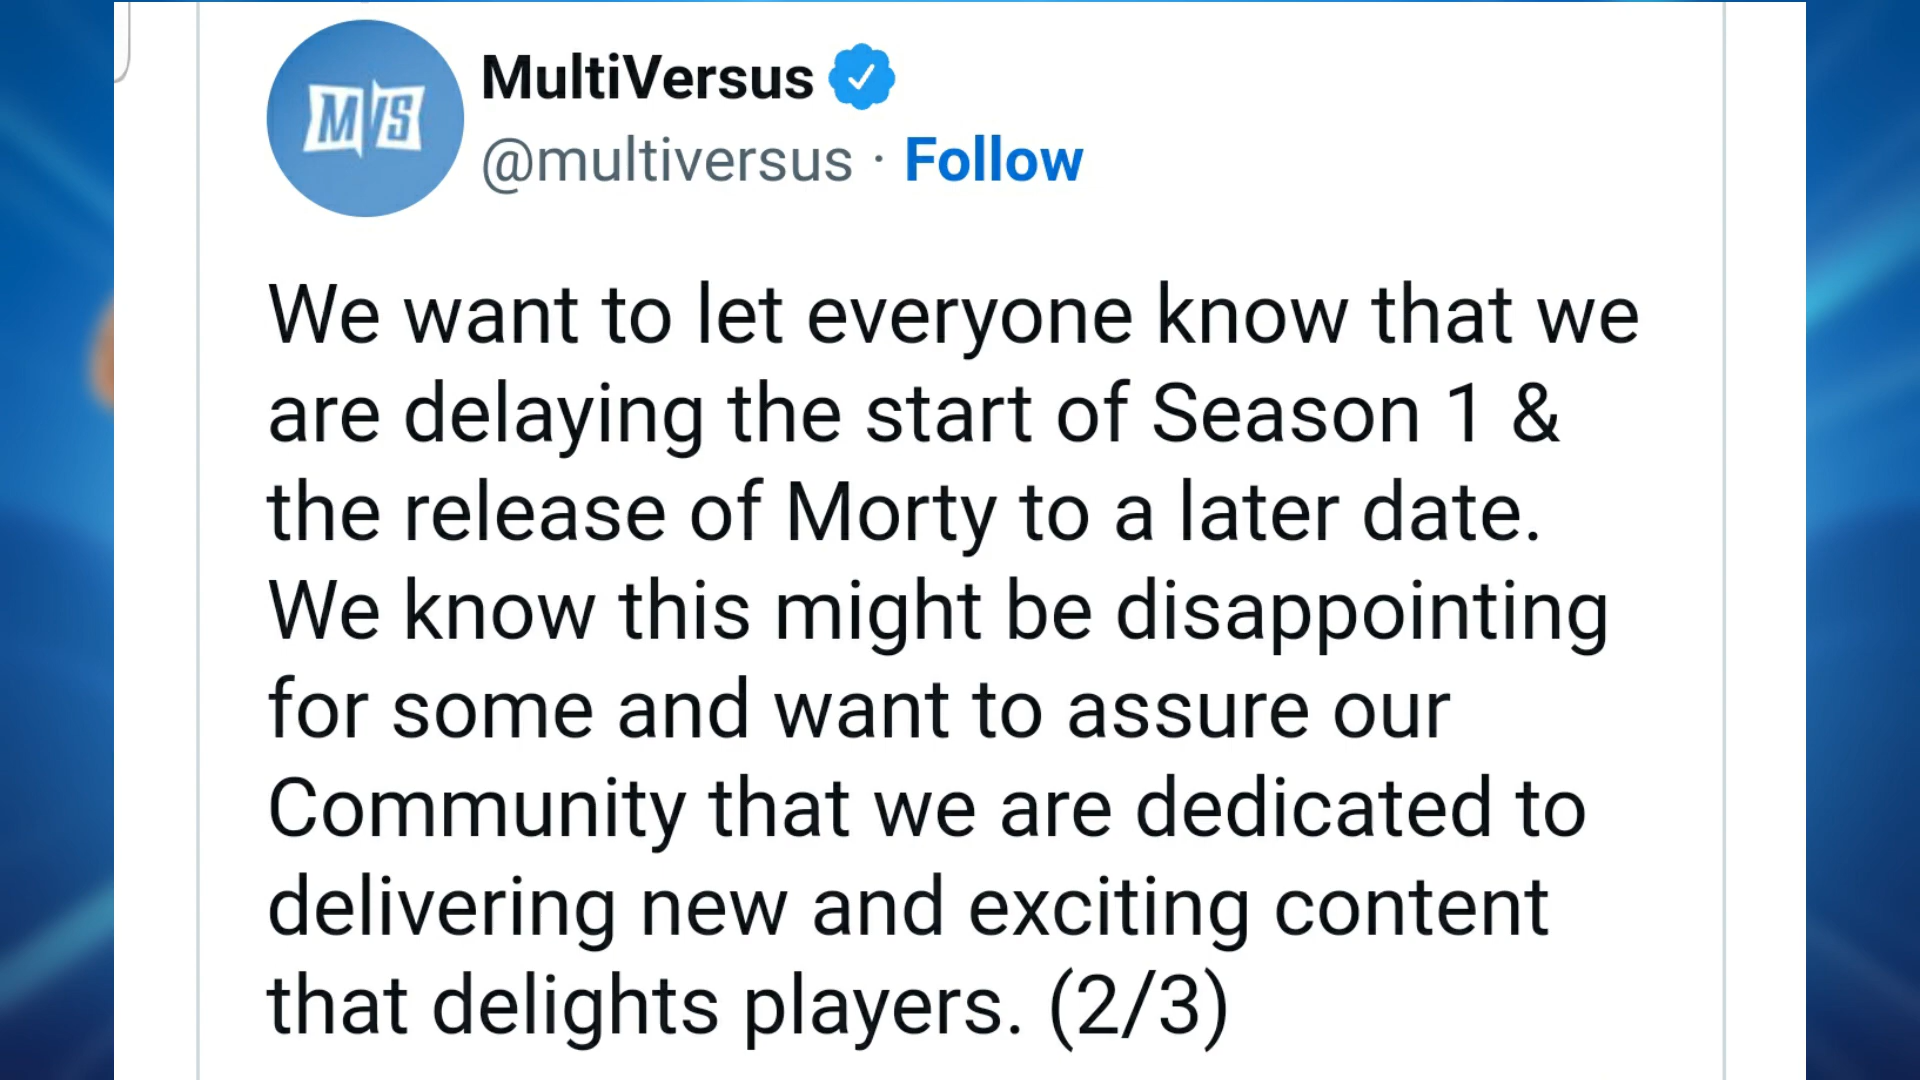 M/S
MultiVersus
@multiversus · Follow
We want to let everyone know that we
are delaying the start of Season 1 &
the release of Morty to a later date.
We know this might be disappointing
for some and want to assure our
Community that we are dedicated to
delivering new and exciting content
that delights players. (2/3)